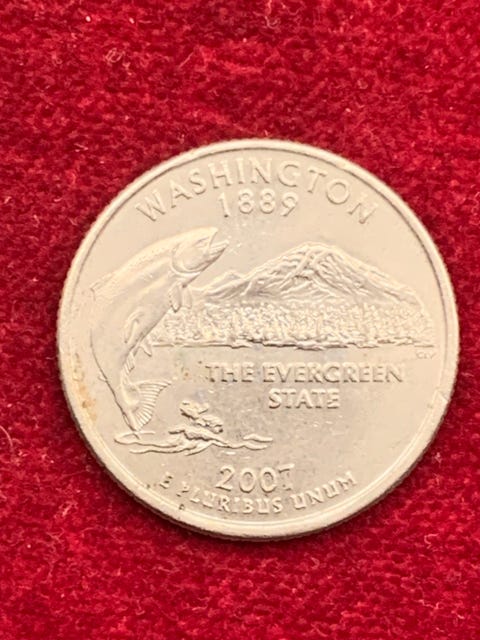 WASHINGTON
1889
THE EVERGREEN
STATE
2007
E PLURIBUS UNUM